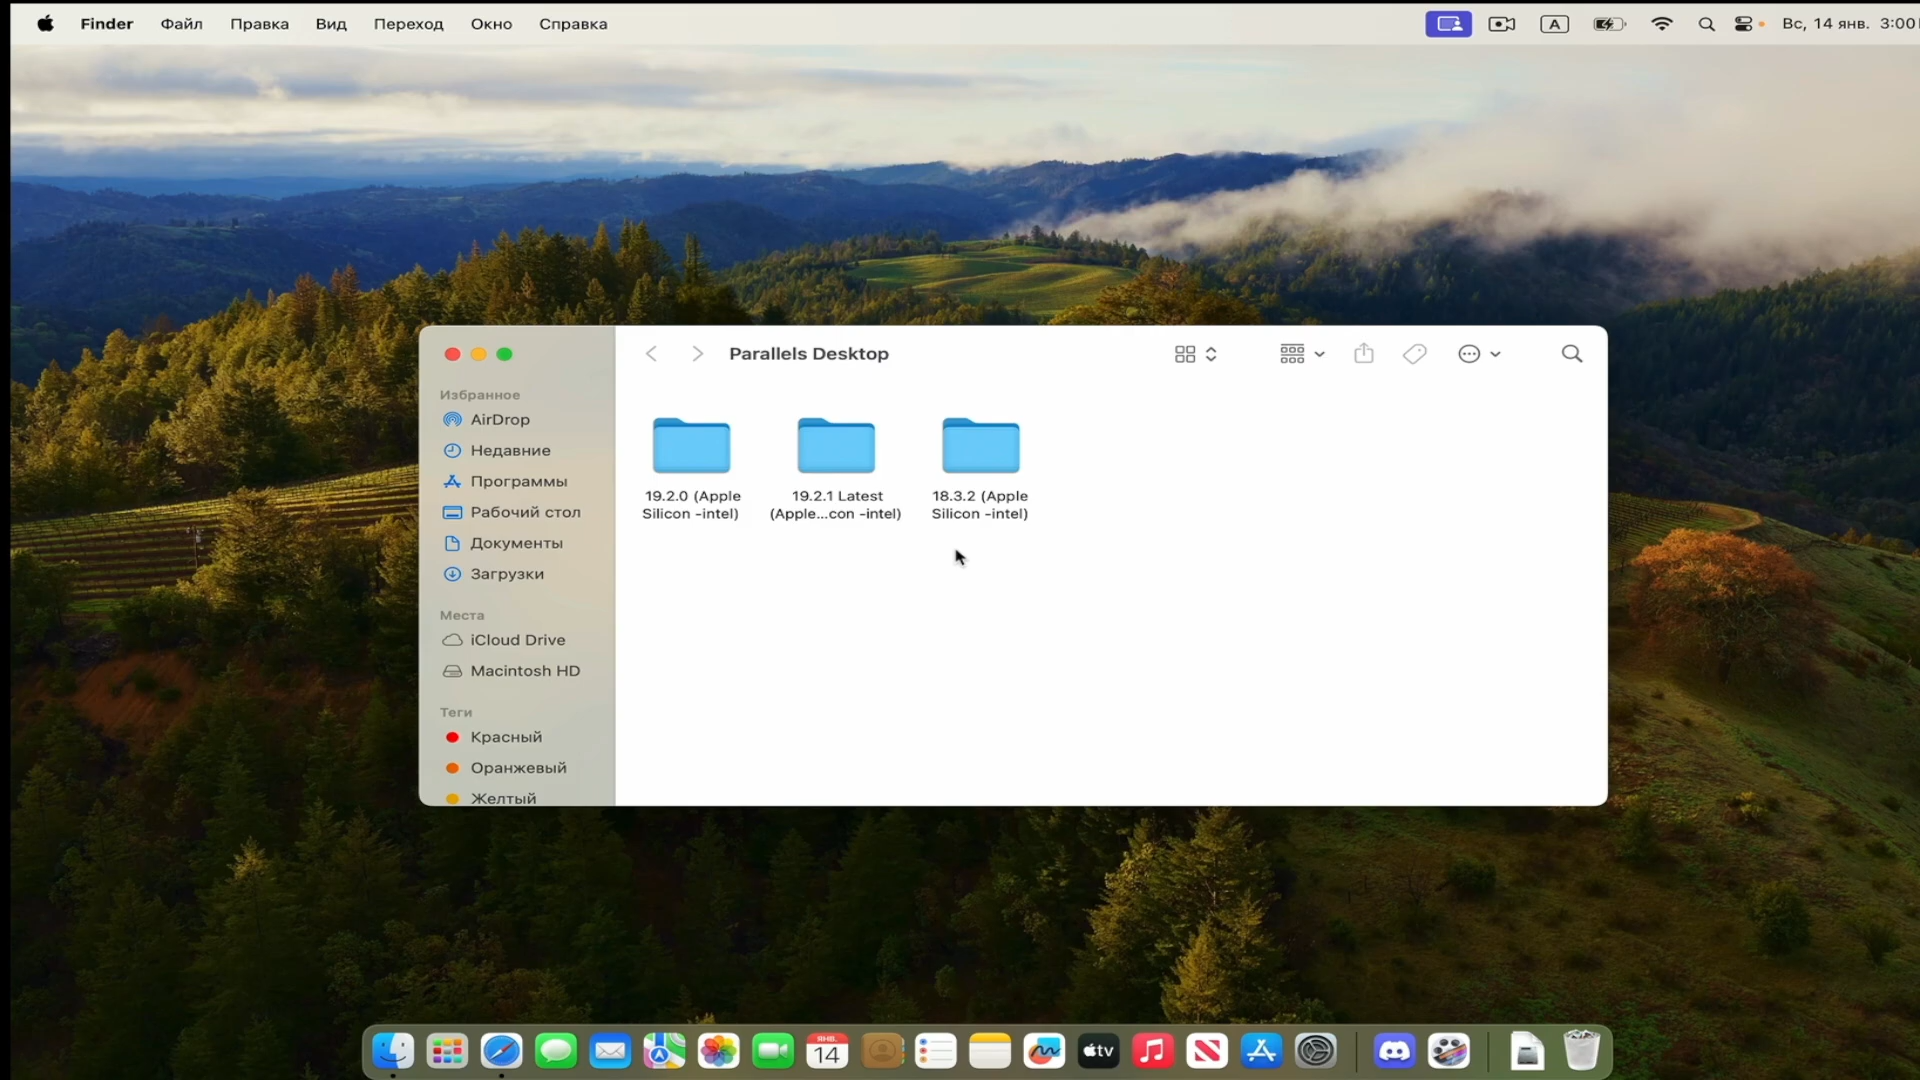 Finder Файл Правка Вид Переход Окно Справка A Вс, 14 янв. 3:00
Parallels Desktop
Избранное
AirDrop
Недавние
Программы
Рабочий стол
Документы
Загрузки
Места
iCloud Drive
Macintosh HD
Теги
Красный
Оранжевый
Желтый
19.2.0 (Apple
Silicon -intel)
19.2.1 Latest
(Apple...con -intel)
18.3.2 (Apple
Silicon -intel)
ЯНВ.
14
tv